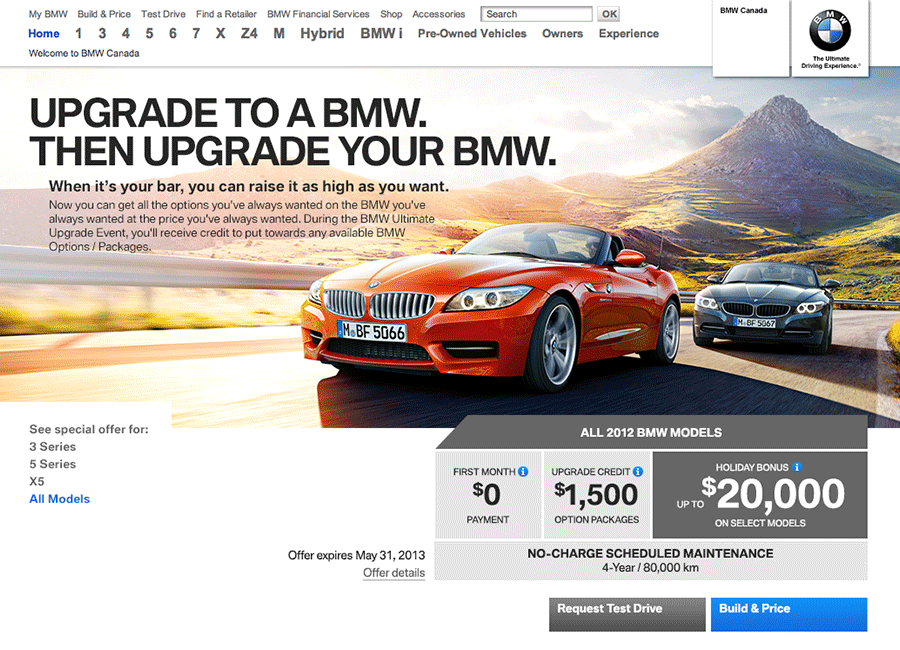 My BMW Build & Price Test Drive Find a Retailer BMW Financial Services Shop Accessories Search OK
Home 1 3 4 5 6 7 X Z4 M Hybrid BMW i Pre-Owned Vehicles Owners Experience
Welcome to BMW Canada
BMW Canada
BMW
The Ultimate
Driving Experience.®
UPGRADE TO A BMW.
THEN UPGRADE YOUR BMW.
When it's your bar, you can raise it as high as you want.
Now you can get all the options you've always wanted on the BMW you've
always wanted at the price you've always wanted. During the BMW Ultimate
Upgrade Event, you'll receive credit to put towards any available BMW
Options / Packages.
M BF 5066
M BF 5067
See special offer for:
3 Series
5 Series
X5
All Models
Offer expires May 31, 2013
Offer details
ALL 2012 BMW MODELS
FIRST MONTH i
$0
PAYMENT
UPGRADE CREDIT i
$1,500
OPTION PACKAGES
HOLIDAY BONUS i
UP TO $20,000
ON SELECT MODELS
NO-CHARGE SCHEDULED MAINTENANCE
4-Year / 80,000 km
Request Test Drive
Build & Price